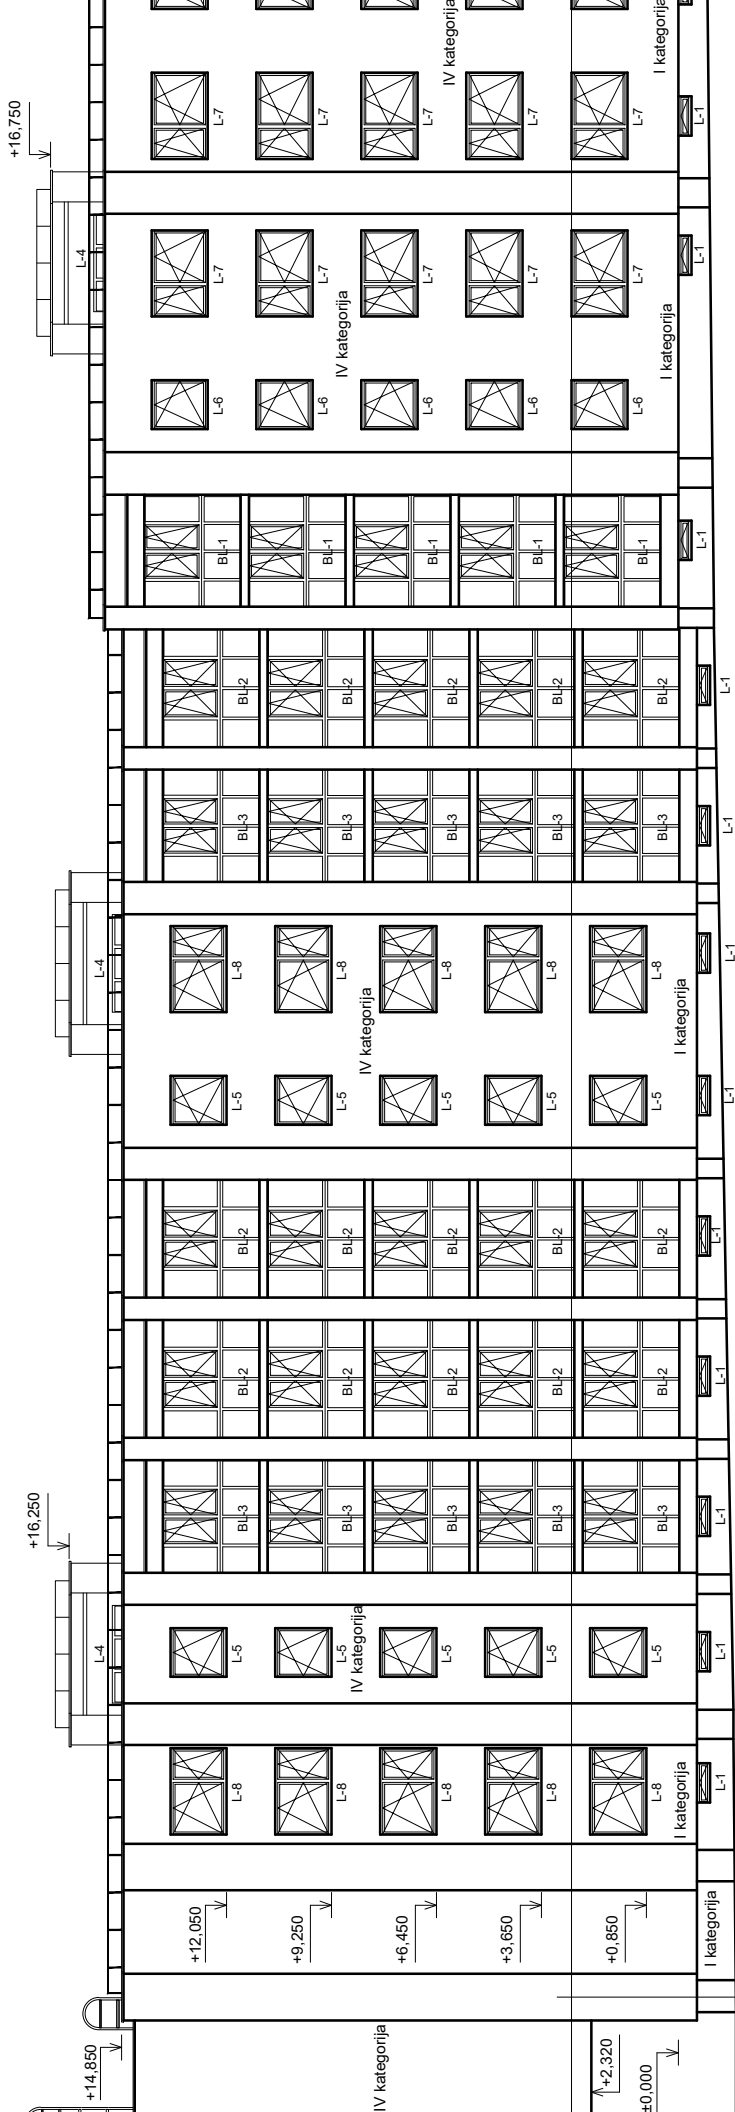 +16,750
+16,250
+14,850
L-4
L-4
L-4
+12,050
L-8
L-5
BL-3
BL-2
BL-2
L-5
L-8
BL-3
BL-2
BL-1
L-6
L-7
L-7
+9,250
L-8
L-5
BL-3
BL-2
BL-2
L-5
L-8
BL-3
BL-2
BL-1
L-6
L-7
L-7
IV kategorija
IV kategorija
IV kategorija
IV kategorija
IV kategorija
+6,450
L-8
L-5
BL-3
BL-2
BL-2
L-5
L-8
BL-3
BL-2
BL-1
L-6
L-7
L-7
+3,650
L-8
L-5
BL-3
BL-2
BL-2
L-5
L-8
BL-3
BL-2
BL-1
L-6
L-7
L-7
+2,320
+0,850
L-8
L-5
BL-3
BL-2
BL-2
L-5
L-8
BL-3
BL-2
BL-1
L-6
L-7
L-7
±0,000
I kategorija
I kategorija
I kategorija
I kategorija
I kategorija
L-1
L-1
L-1
L-1
L-1
L-1
L-1
L-1
L-1
L-1
L-1
L-1